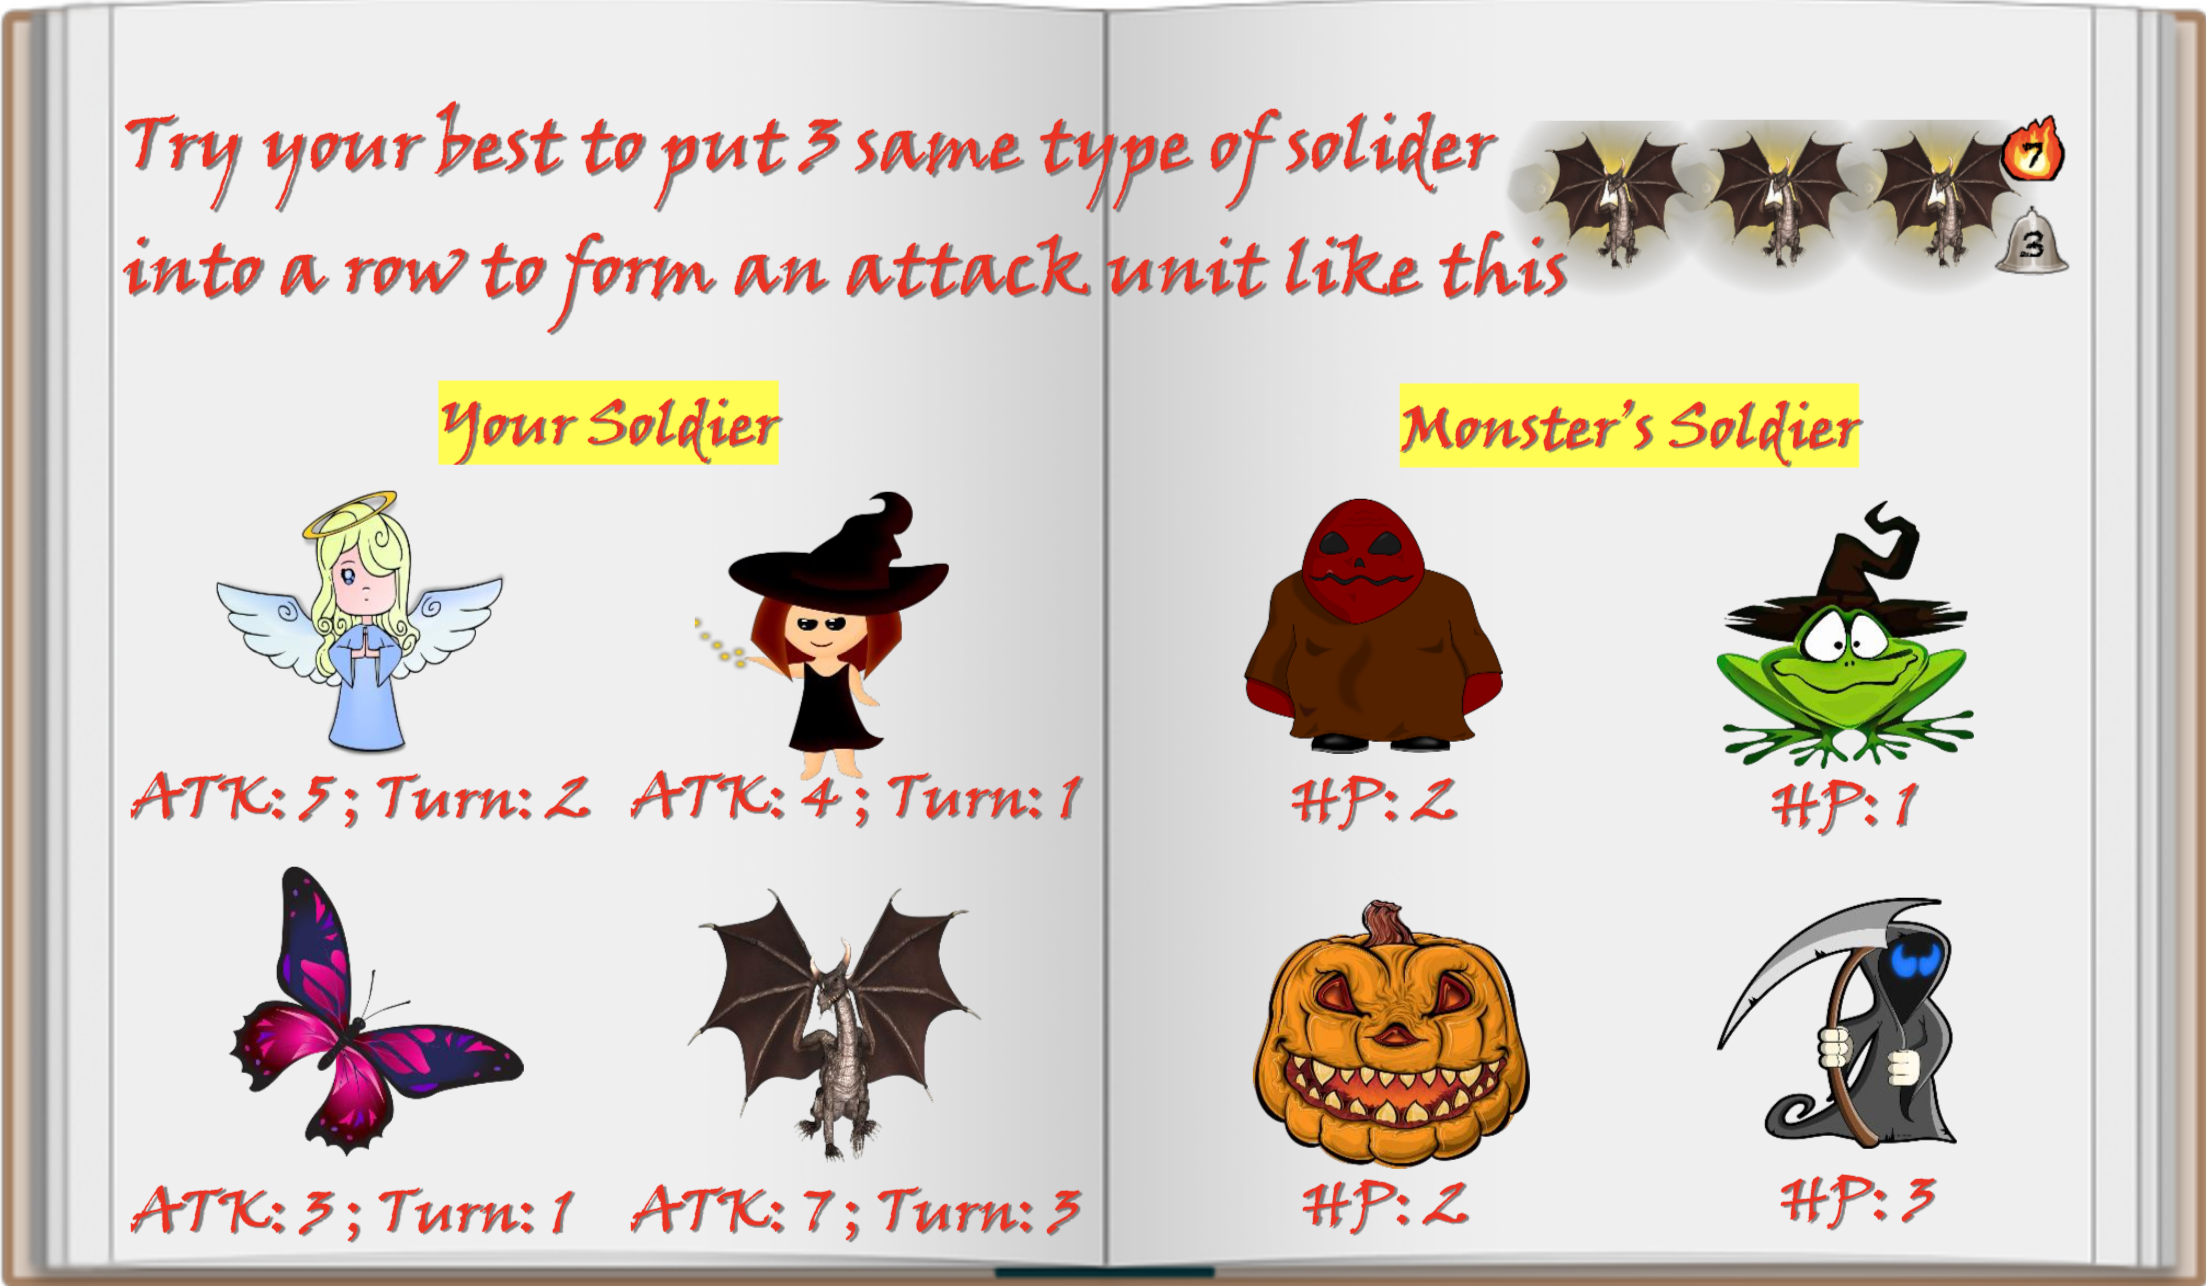 Try your best to put 3 same type of solider
into a row to form an attack unit like this
7
3
Your Soldier
Monster's Soldier
ATK: 5; Turn: 2
ATK: 4; Turn: 1
HP: 2
HP: 1
ATK: 3; Turn: 1
ATK: 7; Turn: 3
HP: 2
HP: 3